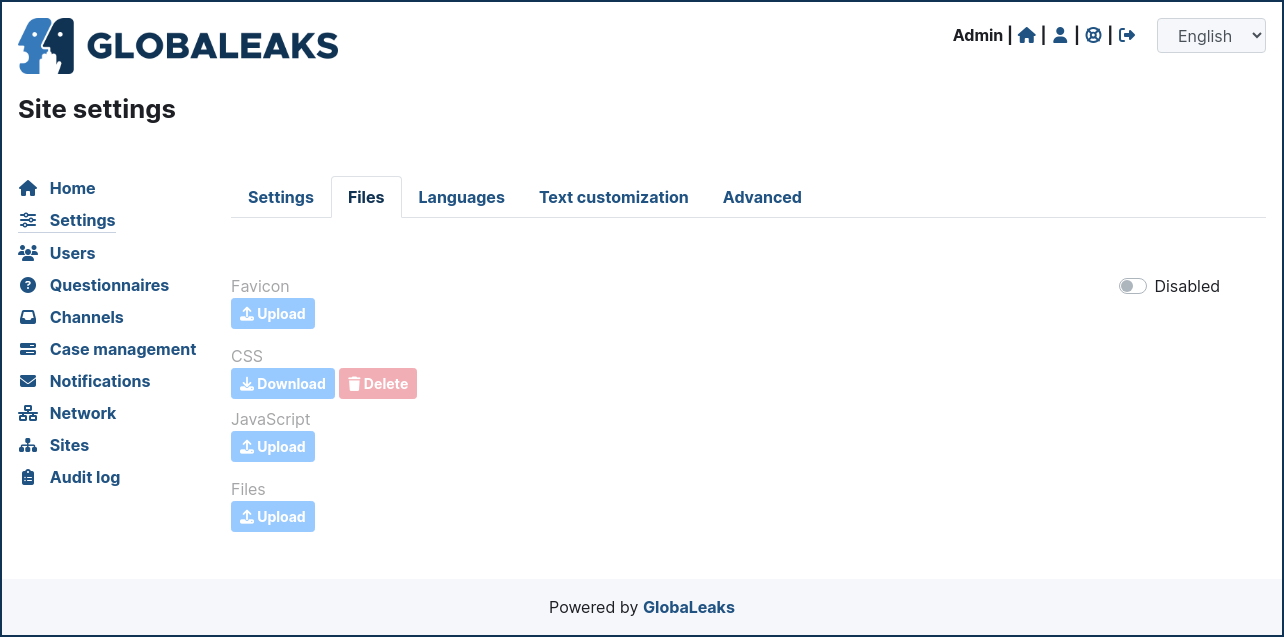 GLOBALEAKS
Admin | | | |
English
Site settings
Home
Settings
Users
Questionnaires
Channels
Case management
Notifications
Network
Sites
Audit log
Settings Files Languages Text customization Advanced
Favicon
Disabled
Upload
CSS
Download Delete
JavaScript
Upload
Files
Upload
Powered by GlobaLeaks